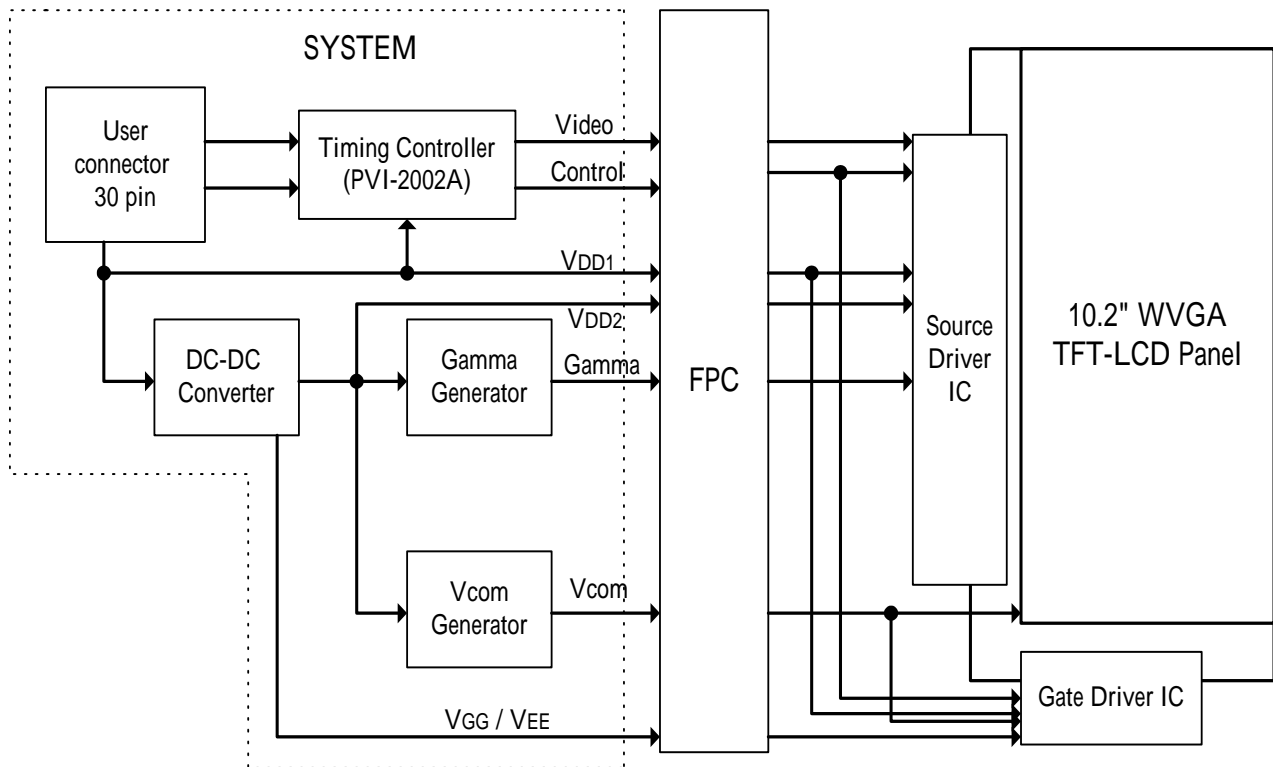 SYSTEM
User
connector
30 pin
Timing Controller
(PVI-2002A)
Video
Control
VDD1
VDD2
DC-DC
Converter
Gamma
Generator
Gamma
FPC
Source
Driver
IC
10.2" WVGA
TFT-LCD Panel
Vcom
Generator
Vcom
VGG / VEE
Gate Driver IC